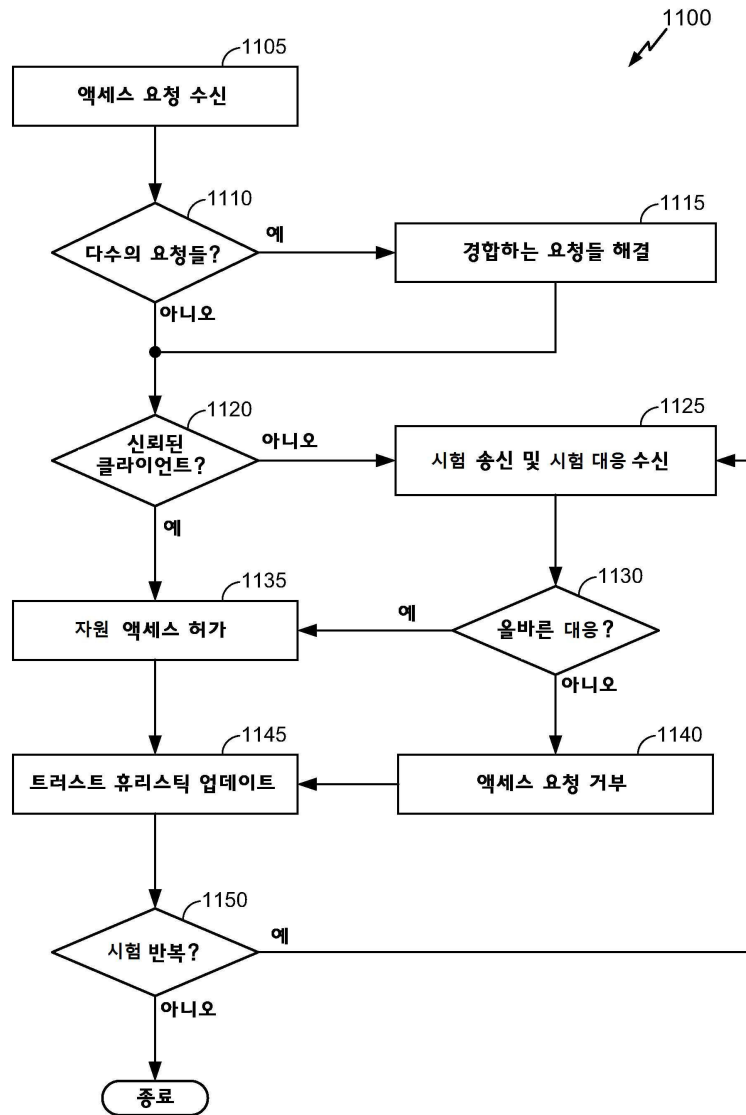 1100
1105
액세스 요청 수신
1110
다수의 요청들?
예
아니오
1115
경합하는 요청들 해결
1120
신뢰된
클라이언트?
아니오
예
1125
시험 송신 및 시험 대응 수신
1130
올바른 대응?
예
아니오
1135
자원 액세스 허가
1140
액세스 요청 거부
1145
트러스트 휴리스틱 업데이트
1150
시험 반복?
예
아니오
종료